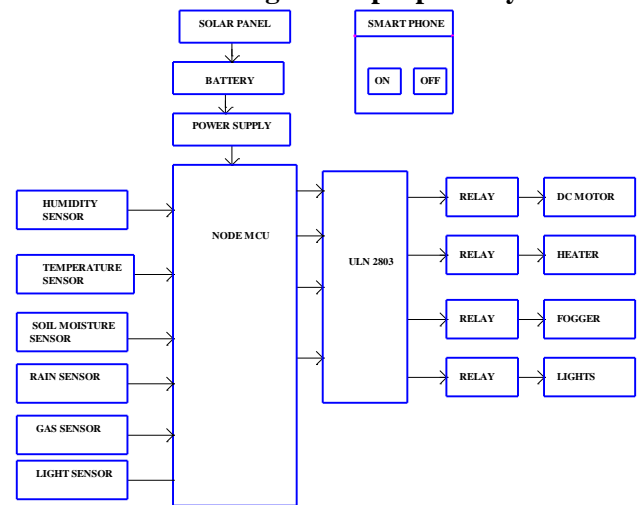 SOLAR PANEL
SMART PHONE
BATTERY
ON OFF
POWER SUPPLY
HUMIDITY
SENSOR
NODE MCU
ULN 2803
RELAY
DC MOTOR
TEMPERATURE
SENSOR
RELAY
HEATER
SOIL MOISTURE
SENSOR
RELAY
FOGGER
RAIN SENSOR
RELAY
LIGHTS
GAS SENSOR
LIGHT SENSOR